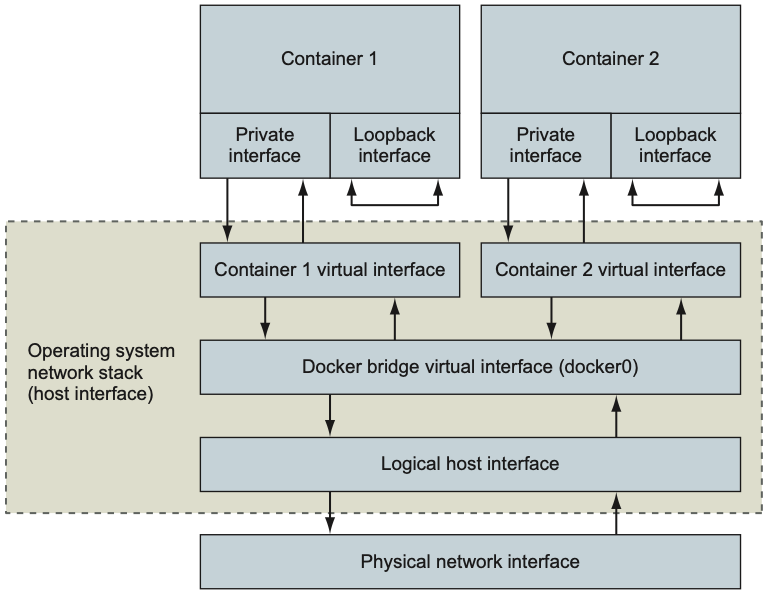 Container 1
Container 2
Private
interface
Loopback
interface
Private
interface
Loopback
interface
Container 1 virtual interface
Container 2 virtual interface
Operating system
network stack
(host interface)
Docker bridge virtual interface (docker0)
Logical host interface
Physical network interface